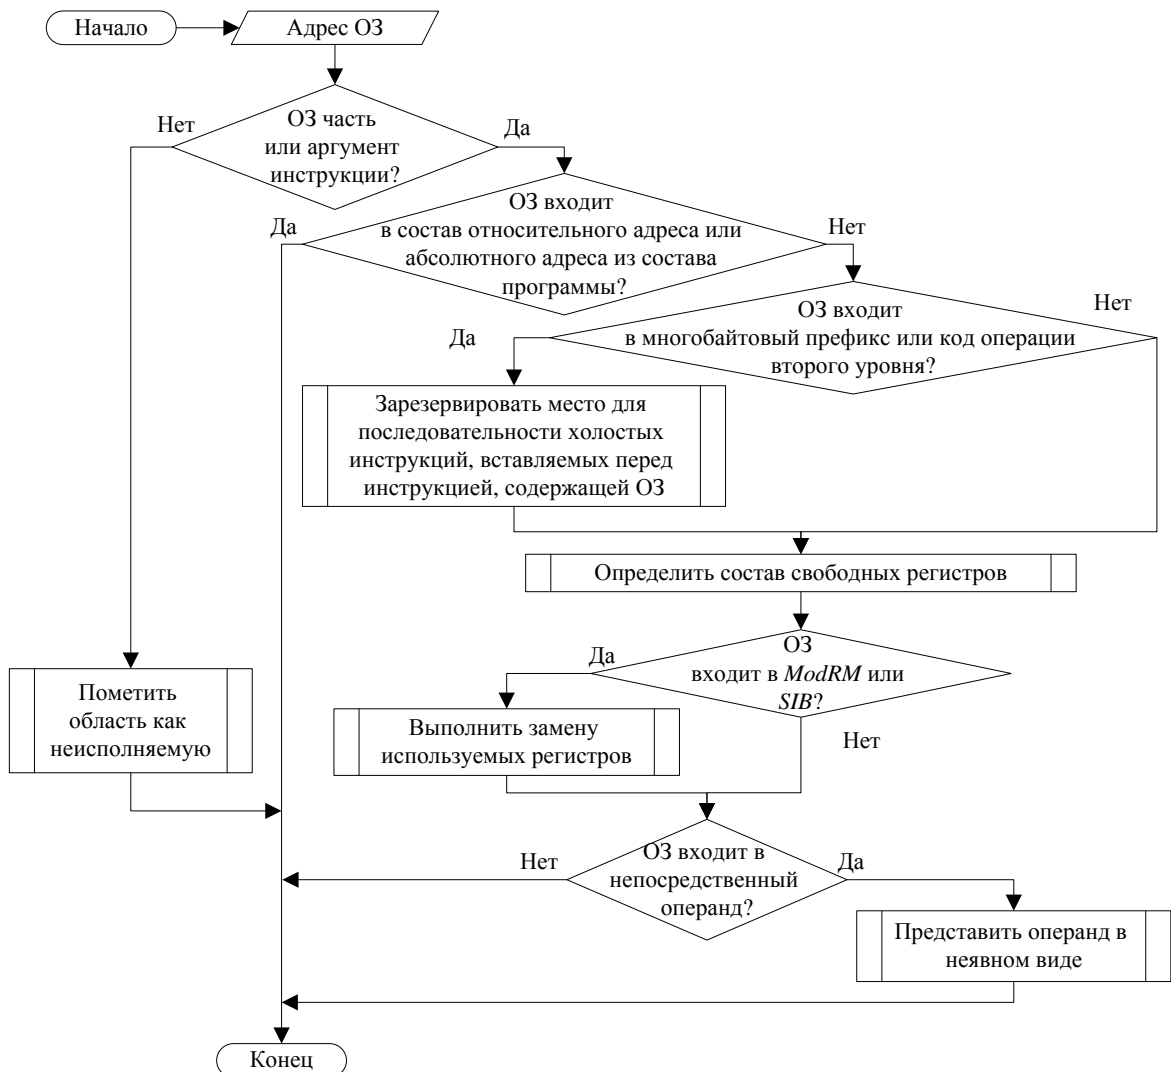 Начало
Адрес ОЗ
ОЗ часть
или аргумент
инструкции?
Нет
Да
ОЗ входит
в состав относительного адреса или
абсолютного адреса из состава
программы?
Да
Нет
ОЗ входит
в многобайтовый префикс или код операции
второго уровня?
Да
Нет
Зарезервировать место для
последовательности холостых
инструкций, вставляемых перед
инструкцией, содержащей ОЗ
Определить состав свободных регистров
ОЗ
входит в ModRM или
SIB?
Да
Нет
Пометить
область как
неисполняемую
Выполнить замену
используемых регистров
ОЗ входит в
непосредственный
операнд?
Нет
Да
Представить операнд в
неявном виде
Конец